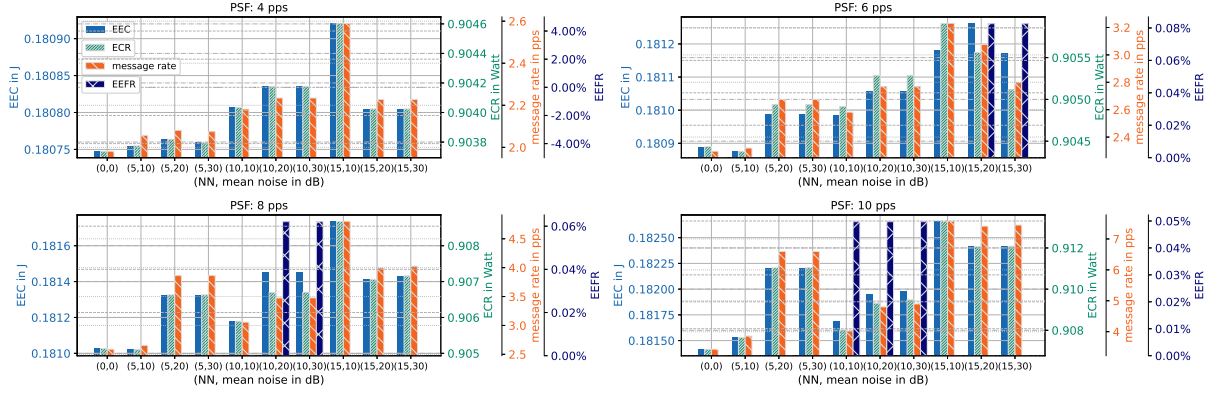 PSF: 4 pps
EEC in J
0.18090
0.18085
0.18080
0.18075
EEC
ECR
message rate
EEFR
(0,0) (5,10) (5,20) (5,30) (10,10) (10,20) (10,30) (15,10) (15,20) (15,30)
(NN, mean noise in dB)
0.9046
0.9044
0.9042
0.9040
0.9038
ECR in Watt
2.6
2.4
2.2
2.0
message rate in pps
4.00%
2.00%
0.00%
−2.00%
−4.00%
EEFR
PSF: 6 pps
EEC in J
0.1812
0.1811
0.1810
0.1809
(0,0) (5,10) (5,20) (5,30) (10,10) (10,20) (10,30) (15,10) (15,20) (15,30)
(NN, mean noise in dB)
0.9055
0.9050
0.9045
ECR in Watt
3.2
3.0
2.8
2.6
2.4
message rate in pps
0.08%
0.06%
0.04%
0.02%
0.00%
EEFR
PSF: 8 pps
EEC in J
0.1816
0.1814
0.1812
0.1810
(0,0) (5,10) (5,20) (5,30) (10,10) (10,20) (10,30) (15,10) (15,20) (15,30)
(NN, mean noise in dB)
0.908
0.907
0.906
0.905
ECR in Watt
4.5
4.0
3.5
3.0
2.5
message rate in pps
0.06%
0.04%
0.02%
0.00%
EEFR
PSF: 10 pps
EEC in J
0.18250
0.18225
0.18200
0.18175
0.18150
(0,0) (5,10) (5,20) (5,30) (10,10) (10,20) (10,30) (15,10) (15,20) (15,30)
(NN, mean noise in dB)
0.912
0.910
0.908
ECR in Watt
7
6
5
4
message rate in pps
0.05%
0.04%
0.03%
0.02%
0.01%
0.00%
EEFR